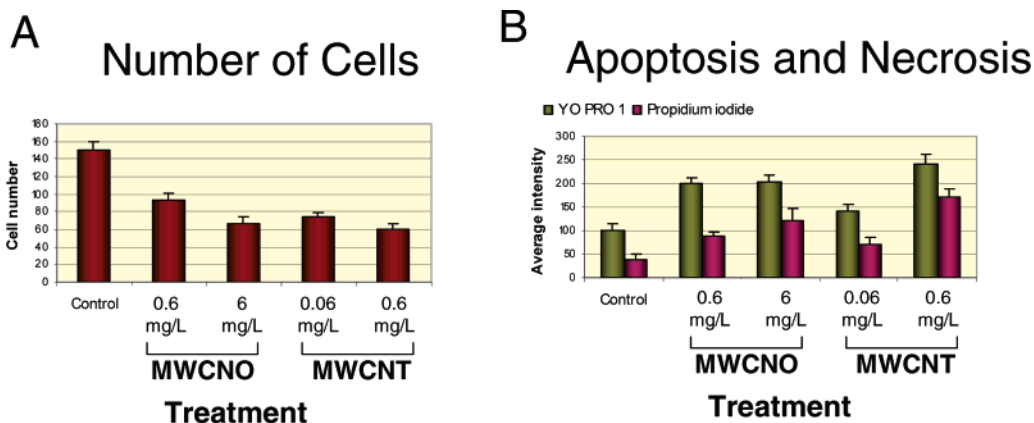 A
Number of Cells
Cell number
180
160
140
120
100
80
60
40
20
0
Control
0.6 mg/L
6 mg/L
0.06 mg/L
0.6 mg/L
MWCNO
MWCNT
Treatment
B
Apoptosis and Necrosis
YO PRO 1
Propidium iodide
Average intensity
300
250
200
150
100
50
0
Control
0.6 mg/L
6 mg/L
0.06 mg/L
0.6 mg/L
MWCNO
MWCNT
Treatment